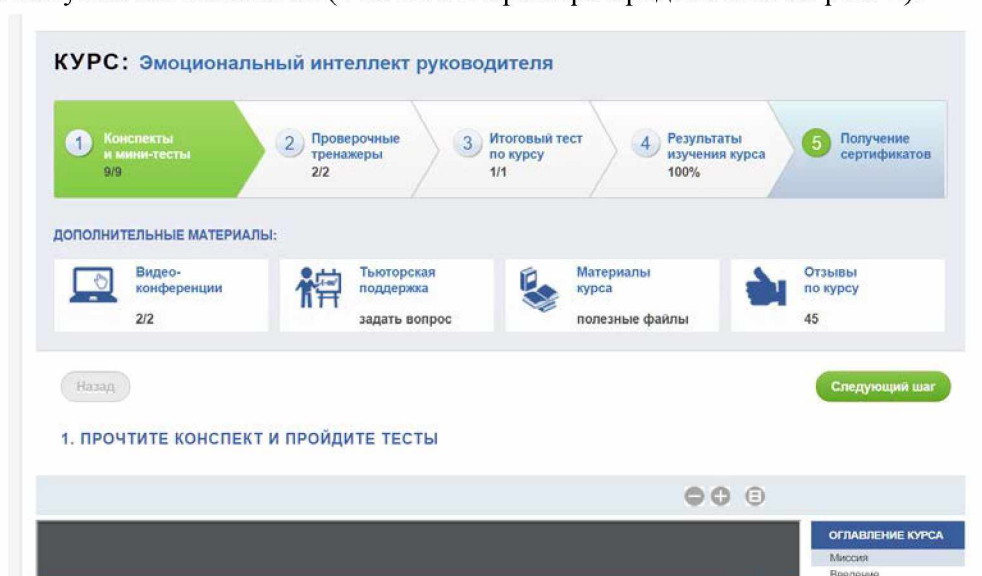 КУРС: Эмоциональный интеллект руководителя
1 Конспекты
и мини-тесты
9/9
2 Проверочные
тренажеры
2/2
3 Итоговый тест
по курсу
1/1
4 Результаты
изучения курса
100%
5 Получение
сертификатов
ДОПОЛНИТЕЛЬНЫЕ МАТЕРИАЛЫ:
Видео-
конференции
2/2
Тьюторская
поддержка
задать вопрос
Материалы
курса
полезные файлы
Отзывы
по курсу
45
Назад
Следующий шаг
1. ПРОЧТИТЕ КОНСПЕКТ И ПРОЙДИТЕ ТЕСТЫ
ОГЛАВЛЕНИЕ КУРСА
Миссия
Введение